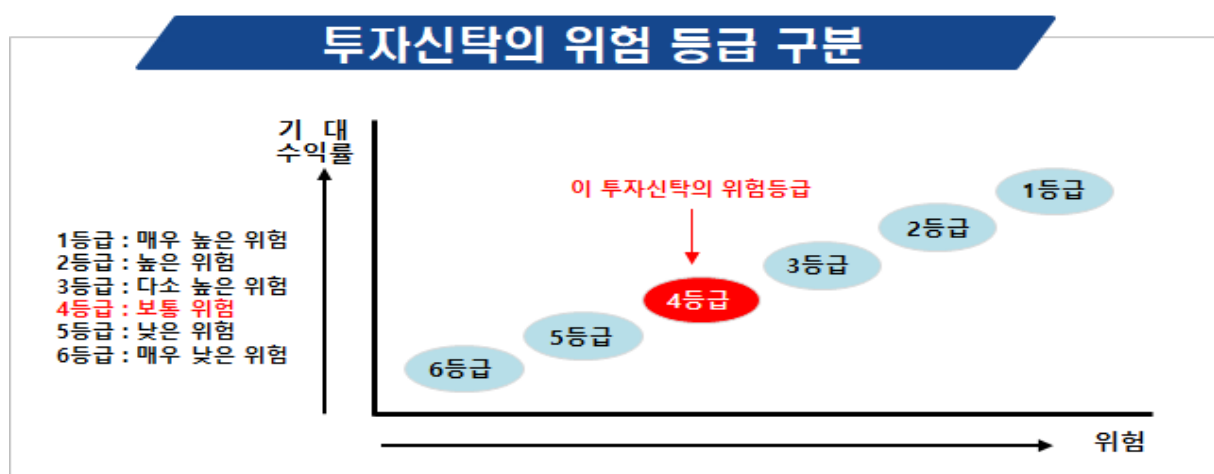 투자신탁의 위험 등급 구분
기 대
수익률
이 투자신탁의 위험등급
1등급 : 매우 높은 위험
2등급 : 높은 위험
3등급 : 다소 높은 위험
4등급 : 보통 위험
5등급 : 낮은 위험
6등급 : 매우 낮은 위험
1등급
2등급
3등급
4등급
5등급
6등급
위험